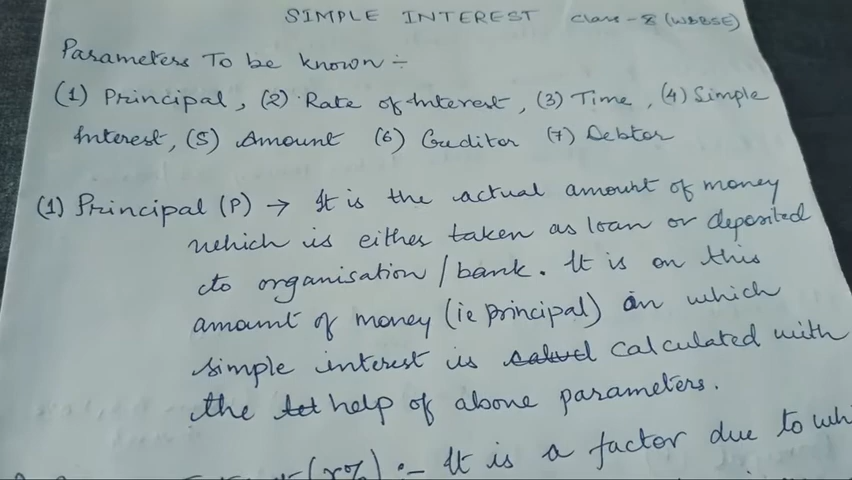 SIMPLE INTEREST Class - 8 (WBBSE)
Parameters To be known ÷
(1) Principal, (2) Rate of Interest, (3) Time, (4) Simple
Interest, (5) Amount (6) Creditor (7) Debtor
(1) Principal (P) → It is the actual amount of money
which is either taken as loan or deposited
to organisation / bank. It is on this
amount of money (ie principal) on which
simple interest is calculated with
the help of above parameters.
(r%) :- It is a factor due to